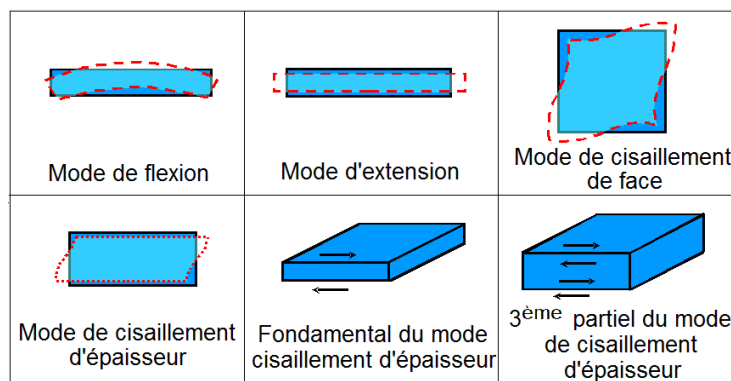 Mode de flexion
Mode d'extension
Mode de cisaillement
de face
Mode de cisaillement
d'épaisseur
Fondamental du mode
cisaillement d'épaisseur
3ème partiel du mode
de cisaillement
d'épaisseur